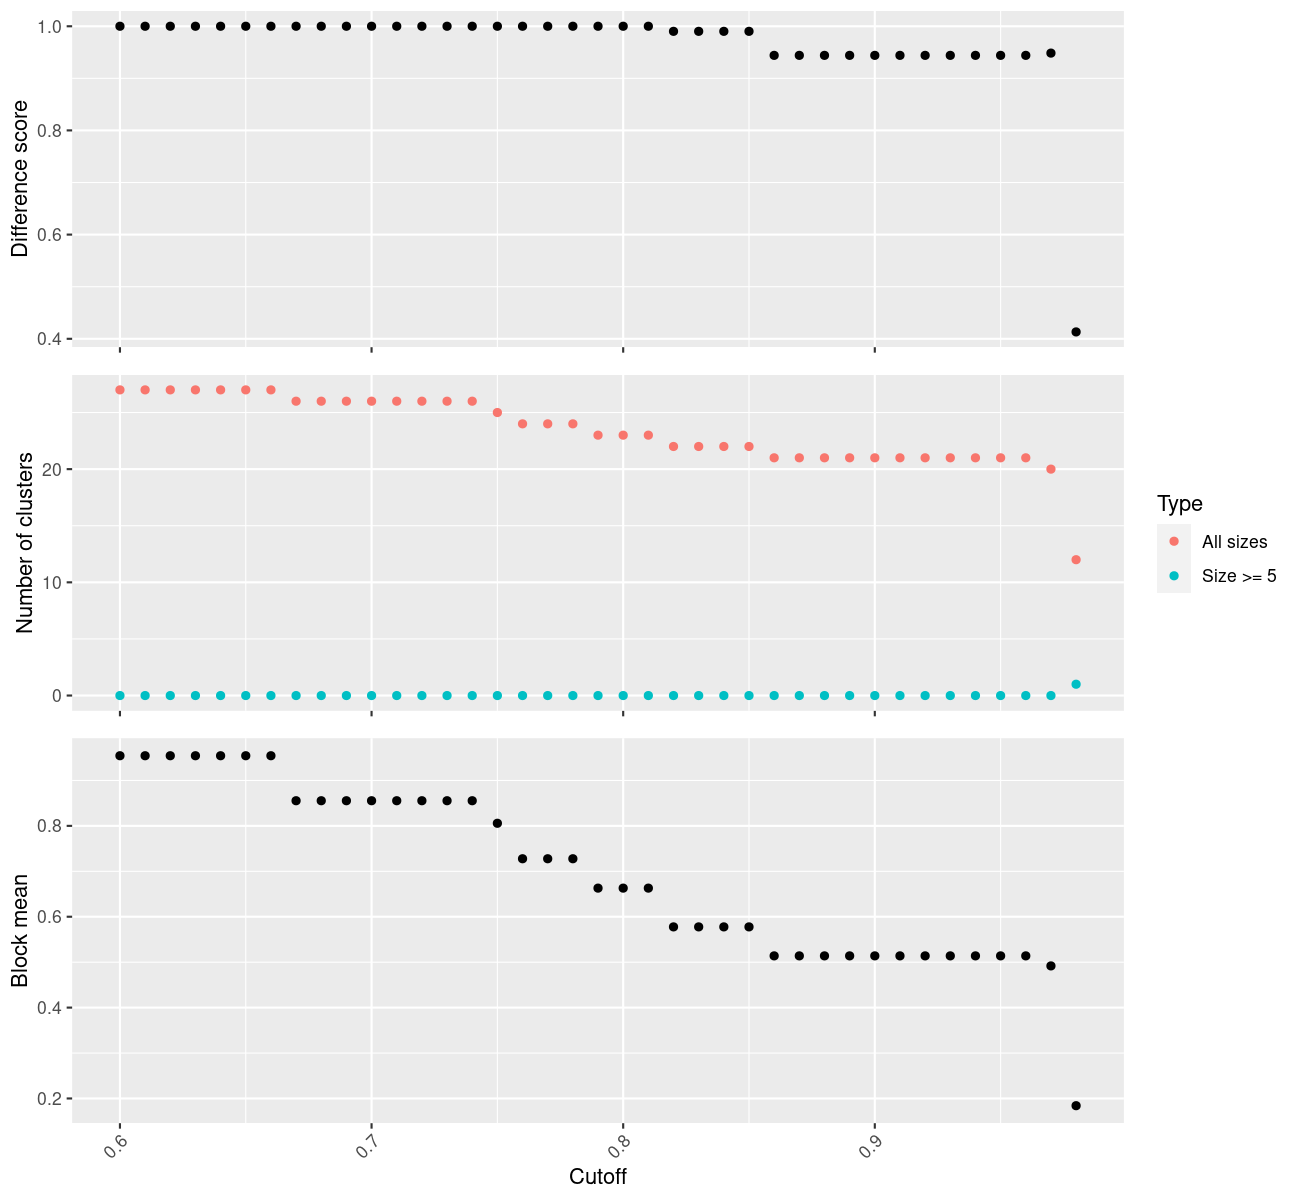 Difference score
1.0
0.8
0.6
0.4
Number of clusters
20
10
0
Type
All sizes
Size >= 5
Block mean
0.8
0.6
0.4
0.2
0.6
0.7
0.8
0.9
Cutoff